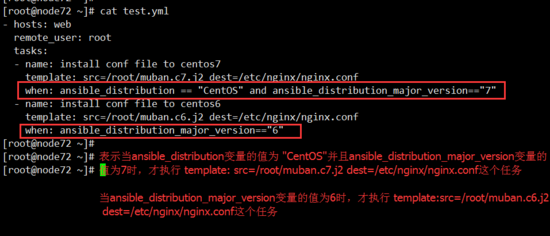 [root@node72 ~]# cat test.yml
- hosts: web
  remote_user: root
  tasks:
  - name: install conf file to centos7
    template: src=/root/muban.c7.j2 dest=/etc/nginx/nginx.conf
    when: ansible_distribution == "CentOS" and ansible_distribution_major_version=="7"
  - name: install conf file to centos6
    template: src=/root/muban.c6.j2 dest=/etc/nginx/nginx.conf
    when: ansible_distribution_major_version=="6"
[root@node72 ~]#
[root@node72 ~]# 表示当ansible_distribution变量的值为 "CentOS"并且ansible_distribution_major_version变量的
[root@node72 ~]# 值为7时，才执行 template: src=/root/muban.c7.j2 dest=/etc/nginx/nginx.conf这个任务
当ansible_distribution_major_version变量的值为6时，才执行 template:src=/root/muban.c6.j2
dest=/etc/nginx/nginx.conf这个任务